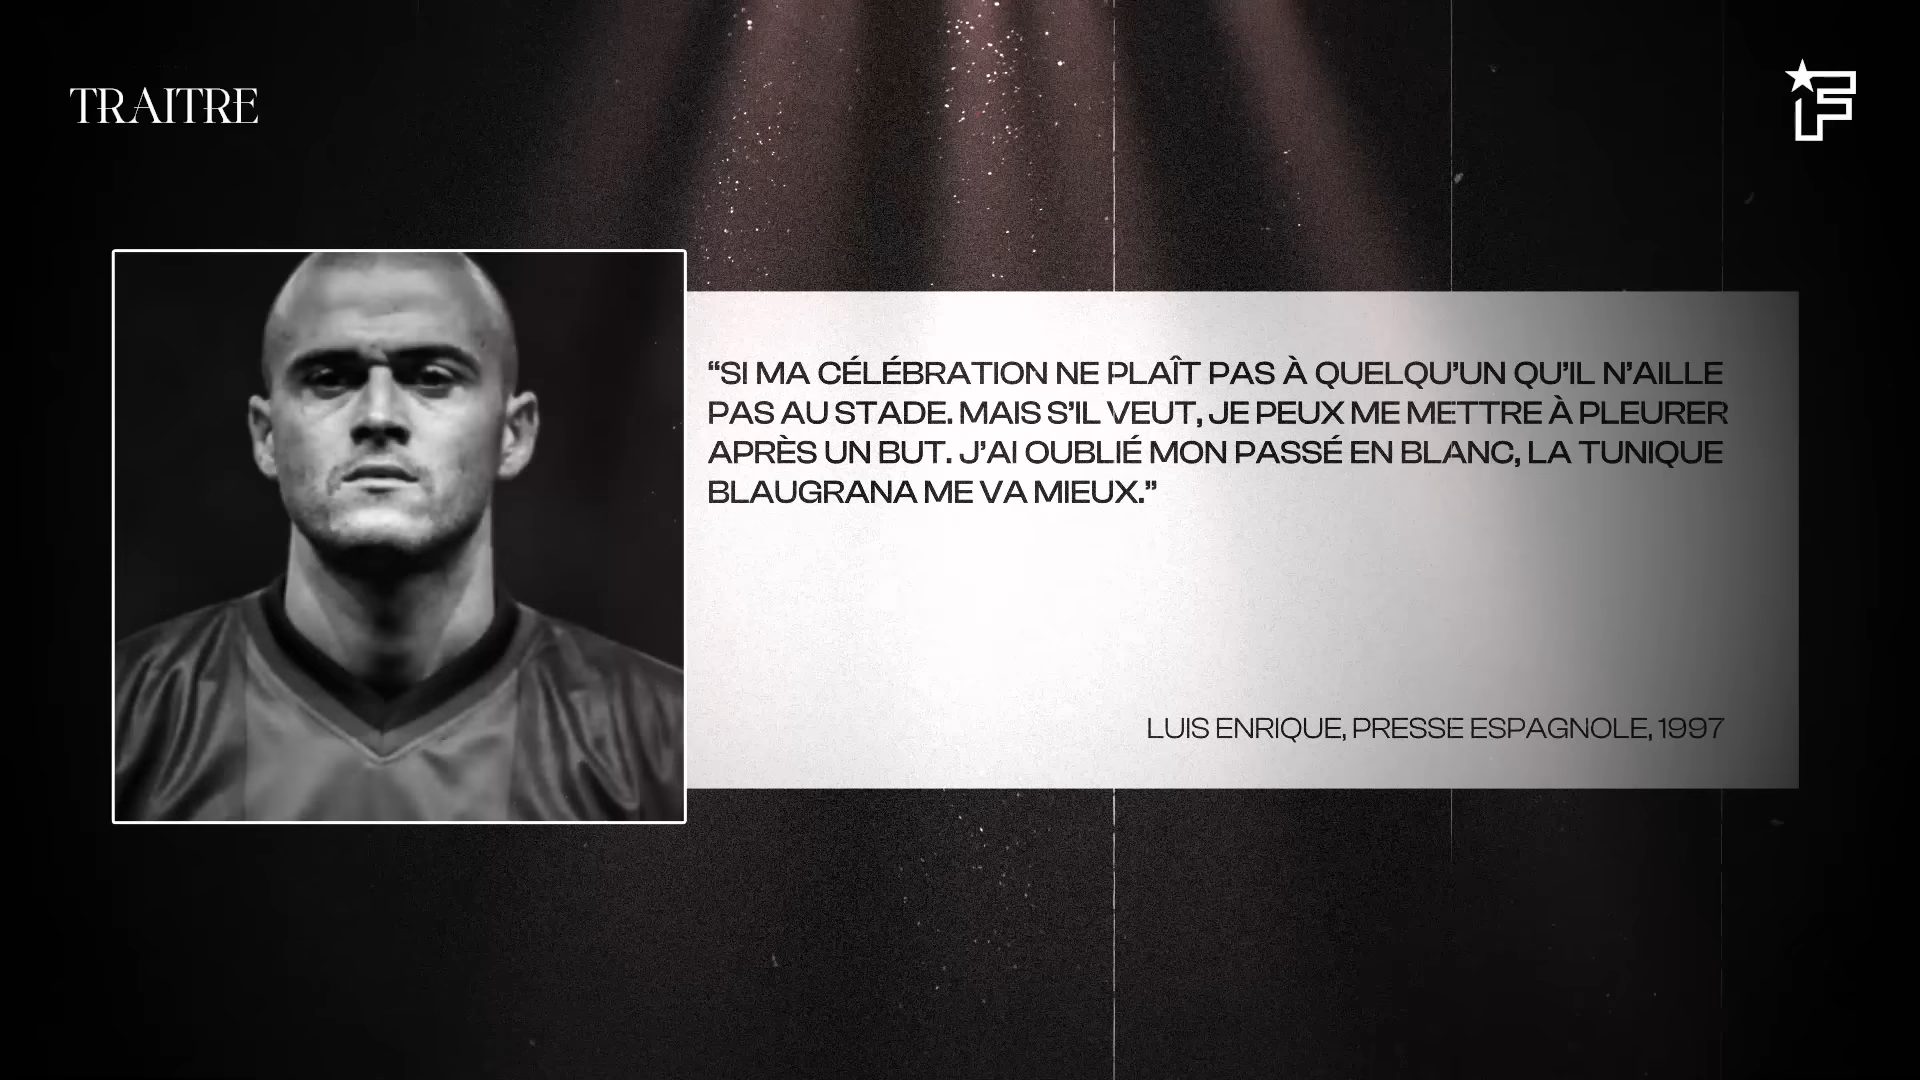 TRAITRE
“SI MA CÉLÉBRATION NE PLAÎT PAS À QUELQU’UN QU’IL N’AILLE
PAS AU STADE. MAIS S’IL VEUT, JE PEUX ME METTRE À PLEURER
APRÈS UN BUT. J’AI OUBLIÉ MON PASSÉ EN BLANC, LA TUNIQUE
BLAUGRANA ME VA MIEUX.”
LUIS ENRIQUE, PRESSE ESPAGNOLE, 1997